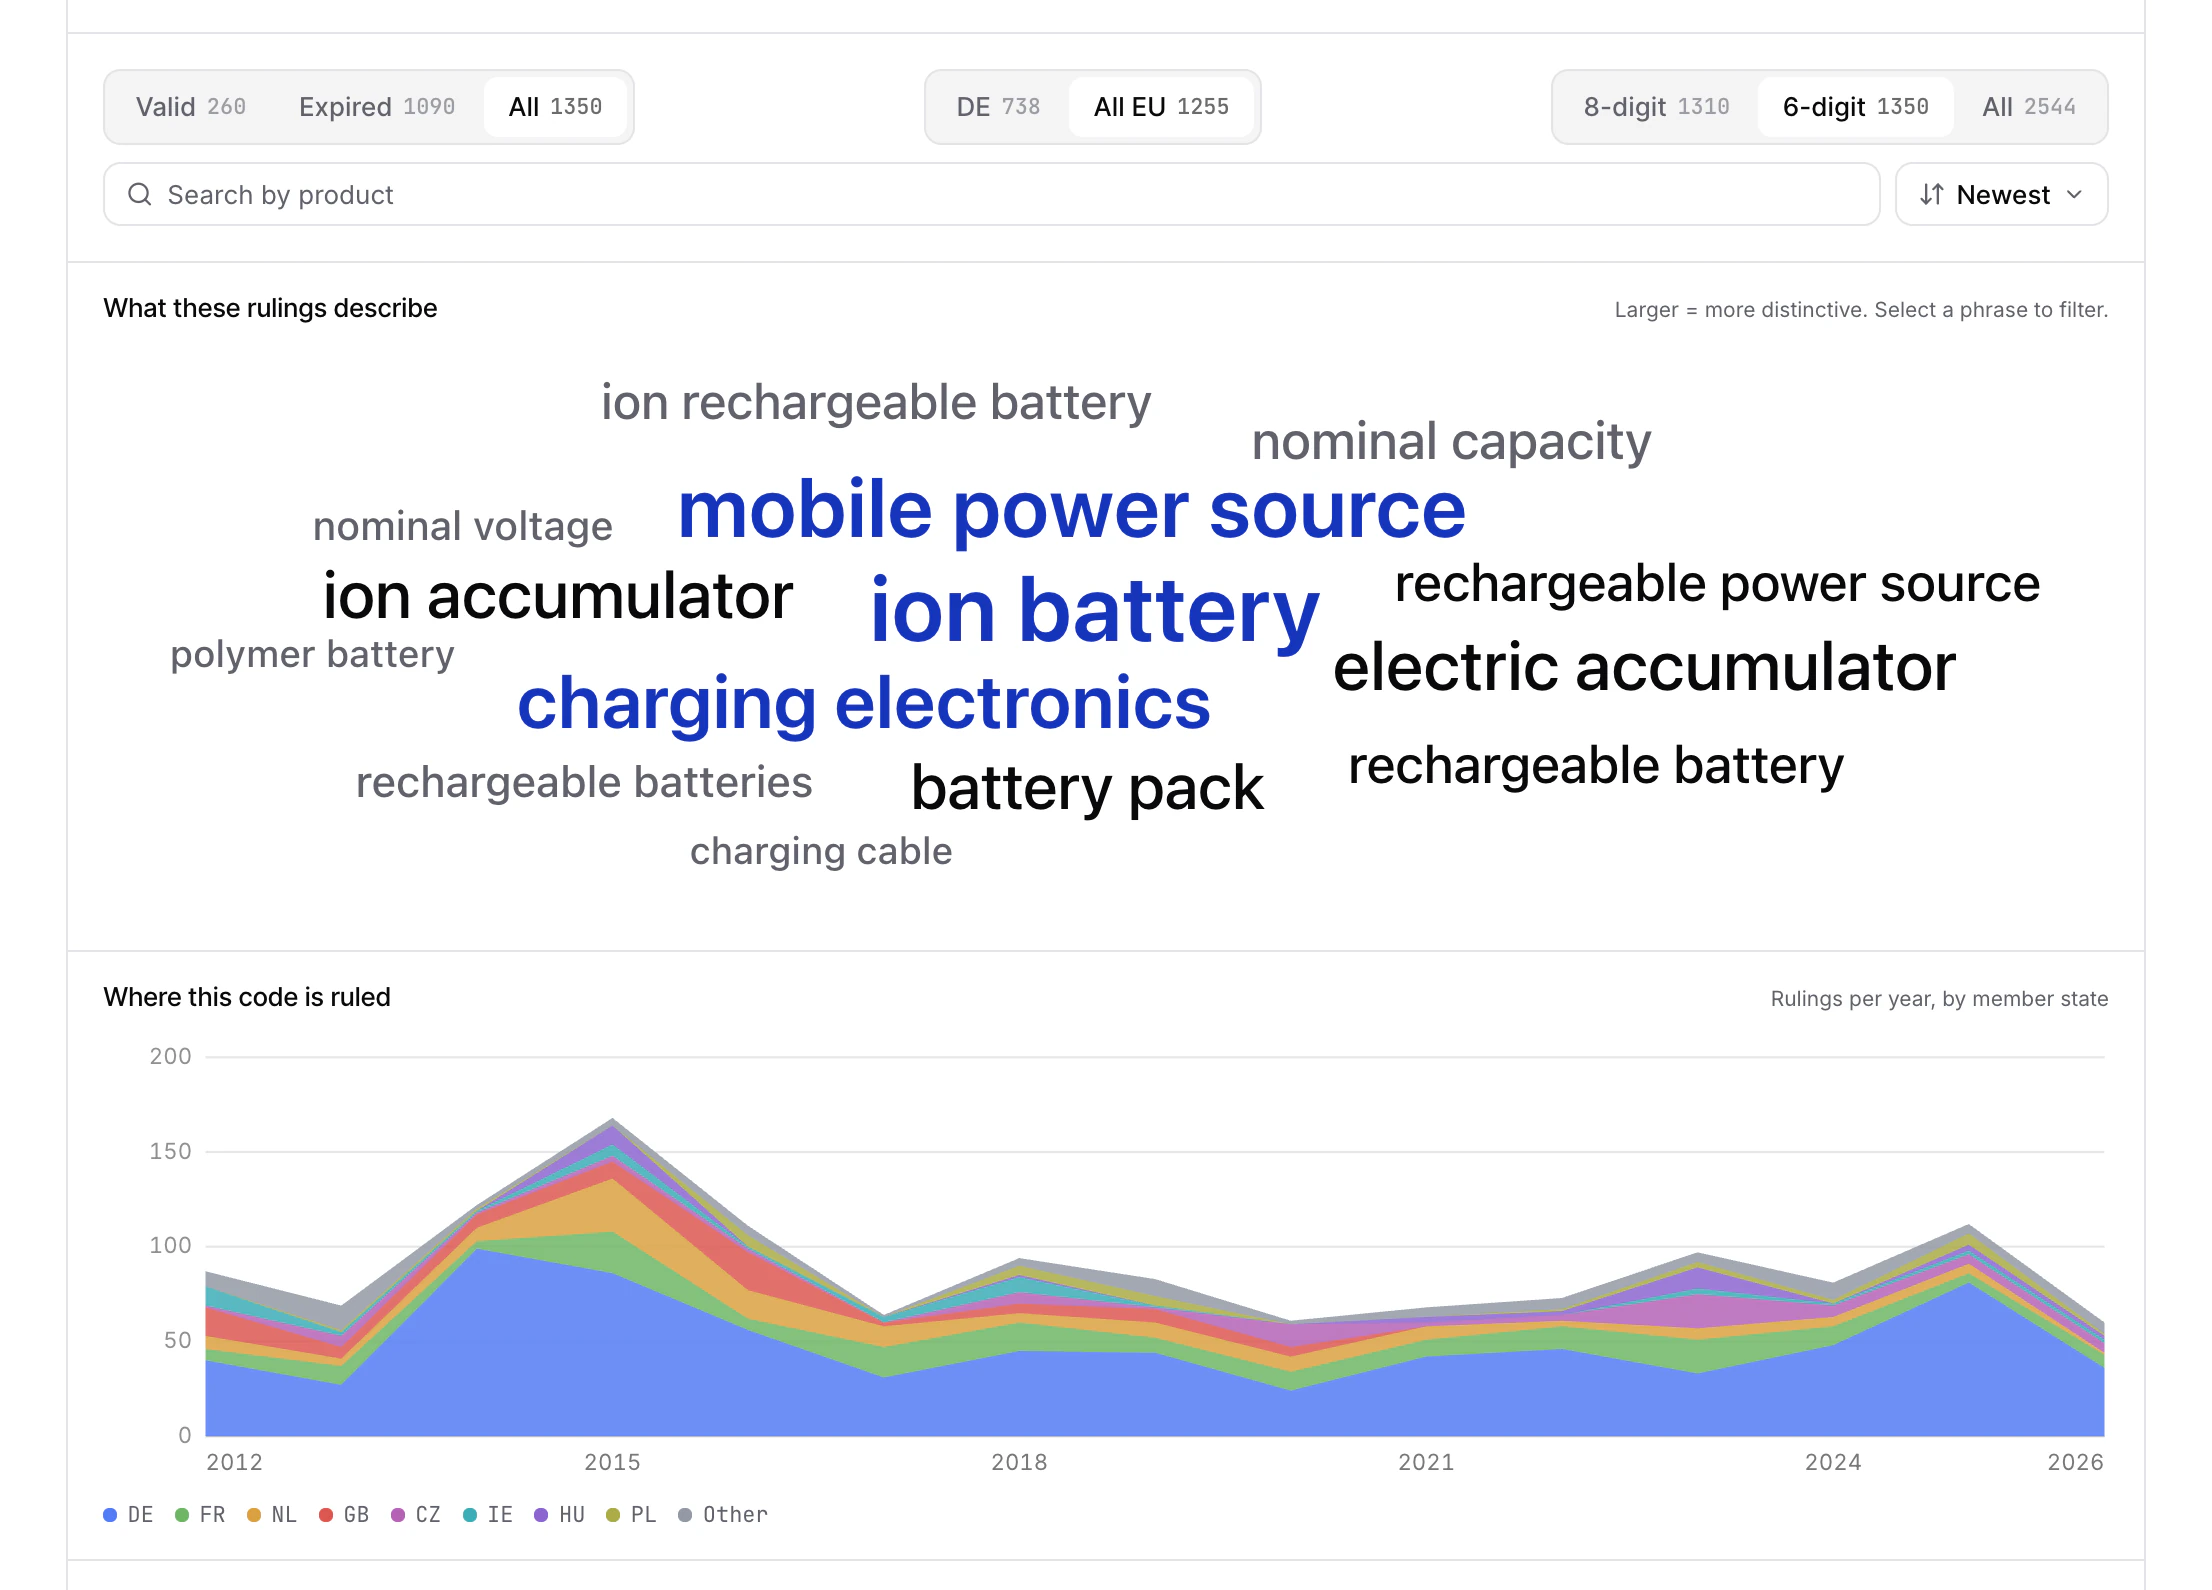 Valid 260 Expired 1090 All 1350 DE 738 All EU 1255 8-digit 1310 6-digit 1350 All 2544
Search by product Newest
What these rulings describe Larger = more distinctive. Select a phrase to filter.
ion rechargeable battery
nominal capacity
mobile power source
nominal voltage
rechargeable power source
ion accumulator
ion battery
polymer battery
electric accumulator
charging electronics
rechargeable battery
rechargeable batteries
battery pack
charging cable
Where this code is ruled Rulings per year, by member state
200
150
100
50
0
2012 2015 2018 2021 2024 2026
DE FR NL GB CZ IE HU PL Other